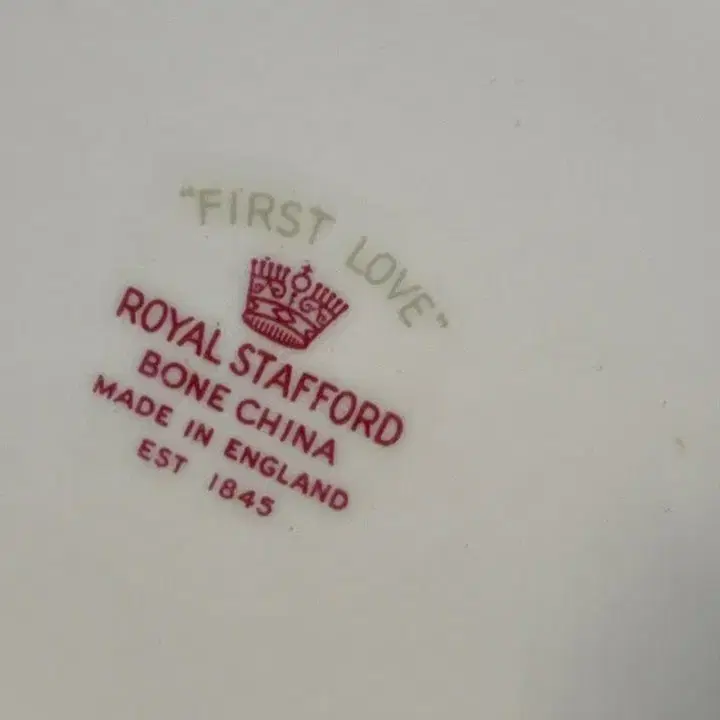 "FIRST LOVE"
ROYAL STAFFORD
BONE CHINA
MADE IN ENGLAND
EST 1845